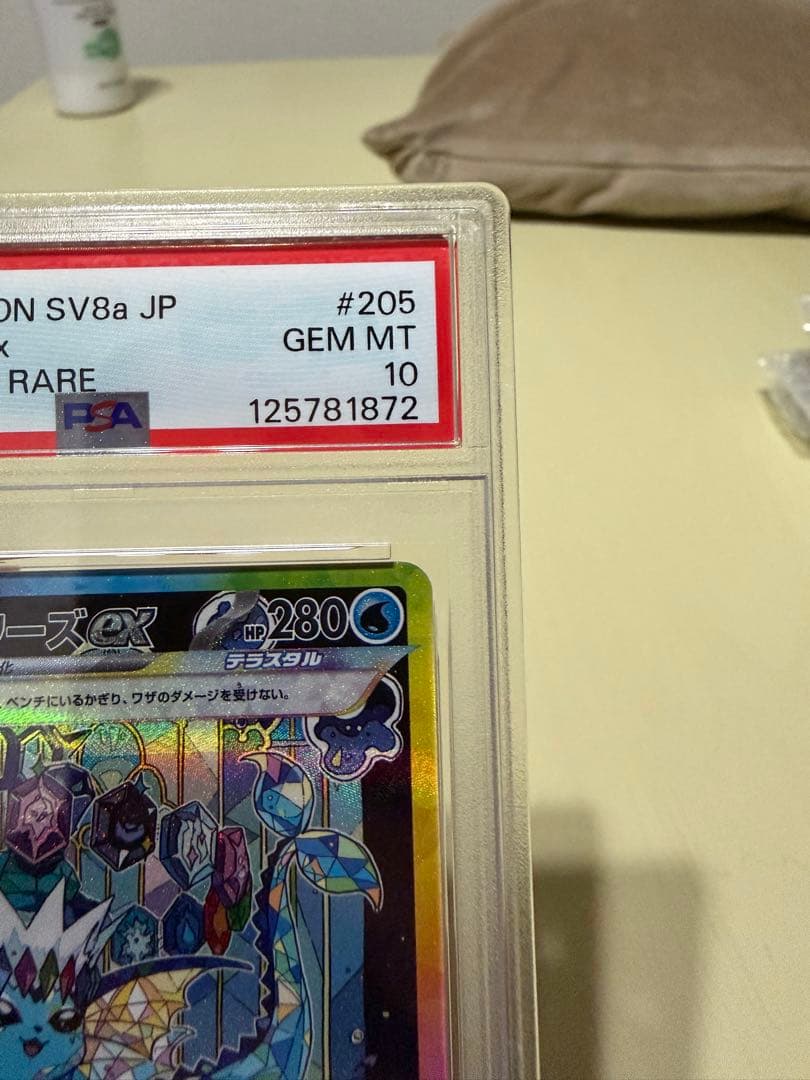 ON SV8a JP #205
x GEM MT
RARE 10
PSA 125781872
ーズex HP280
テラスタル
ベンチにいるかぎり、ワザのダメージを受けない。